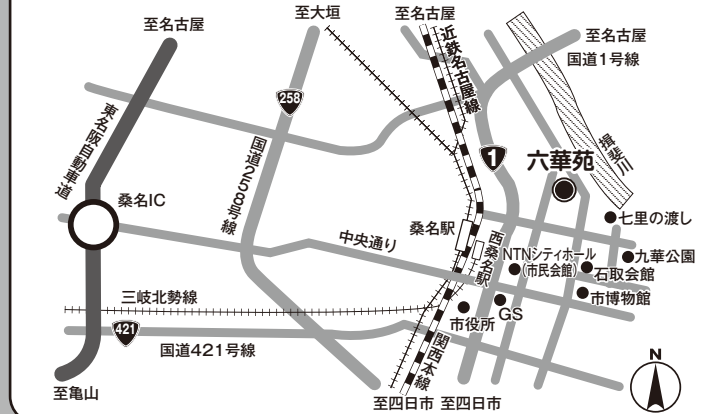 至名古屋
至大垣
至名古屋
至名古屋
国道1号線
近鉄名古屋線
258
東名阪自動車道
国道258号線
1
六華苑
揖斐川
桑名IC
桑名駅
西桑名駅
七里の渡し
中央通り
NTNシティホール
(市民会館)
九華公園
石取会館
市博物館
三岐北勢線
市役所
GS
421
国道421号線
関西本線
至亀山
至四日市
至四日市
N